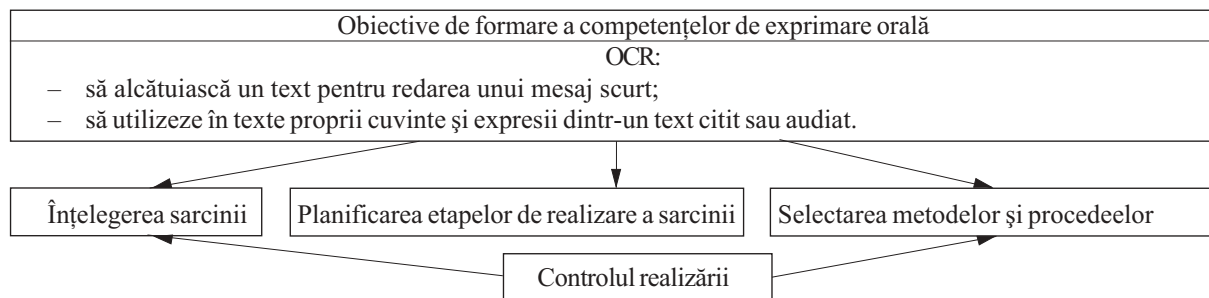 Obiective de formare a competențelor de exprimare orală
OCR:
– să alcătuiască un text pentru redarea unui mesaj scurt;
– să utilizeze în texte proprii cuvinte şi expresii dintr-un text citit sau audiat.
Înțelegerea sarcinii
Planificarea etapelor de realizare a sarcinii
Selectarea metodelor şi procedeelor
Controlul realizării